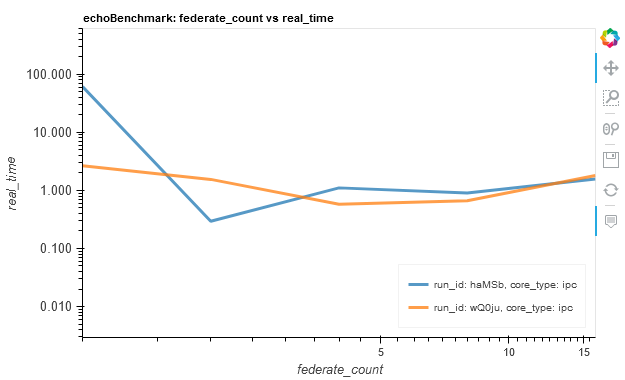 echoBenchmark: federate_count vs real_time
100.000
10.000
1.000
0.100
0.010
real_time
run_id: haMSb, core_type: ipc
run_id: wQ0ju, core_type: ipc
5
10
15
federate_count